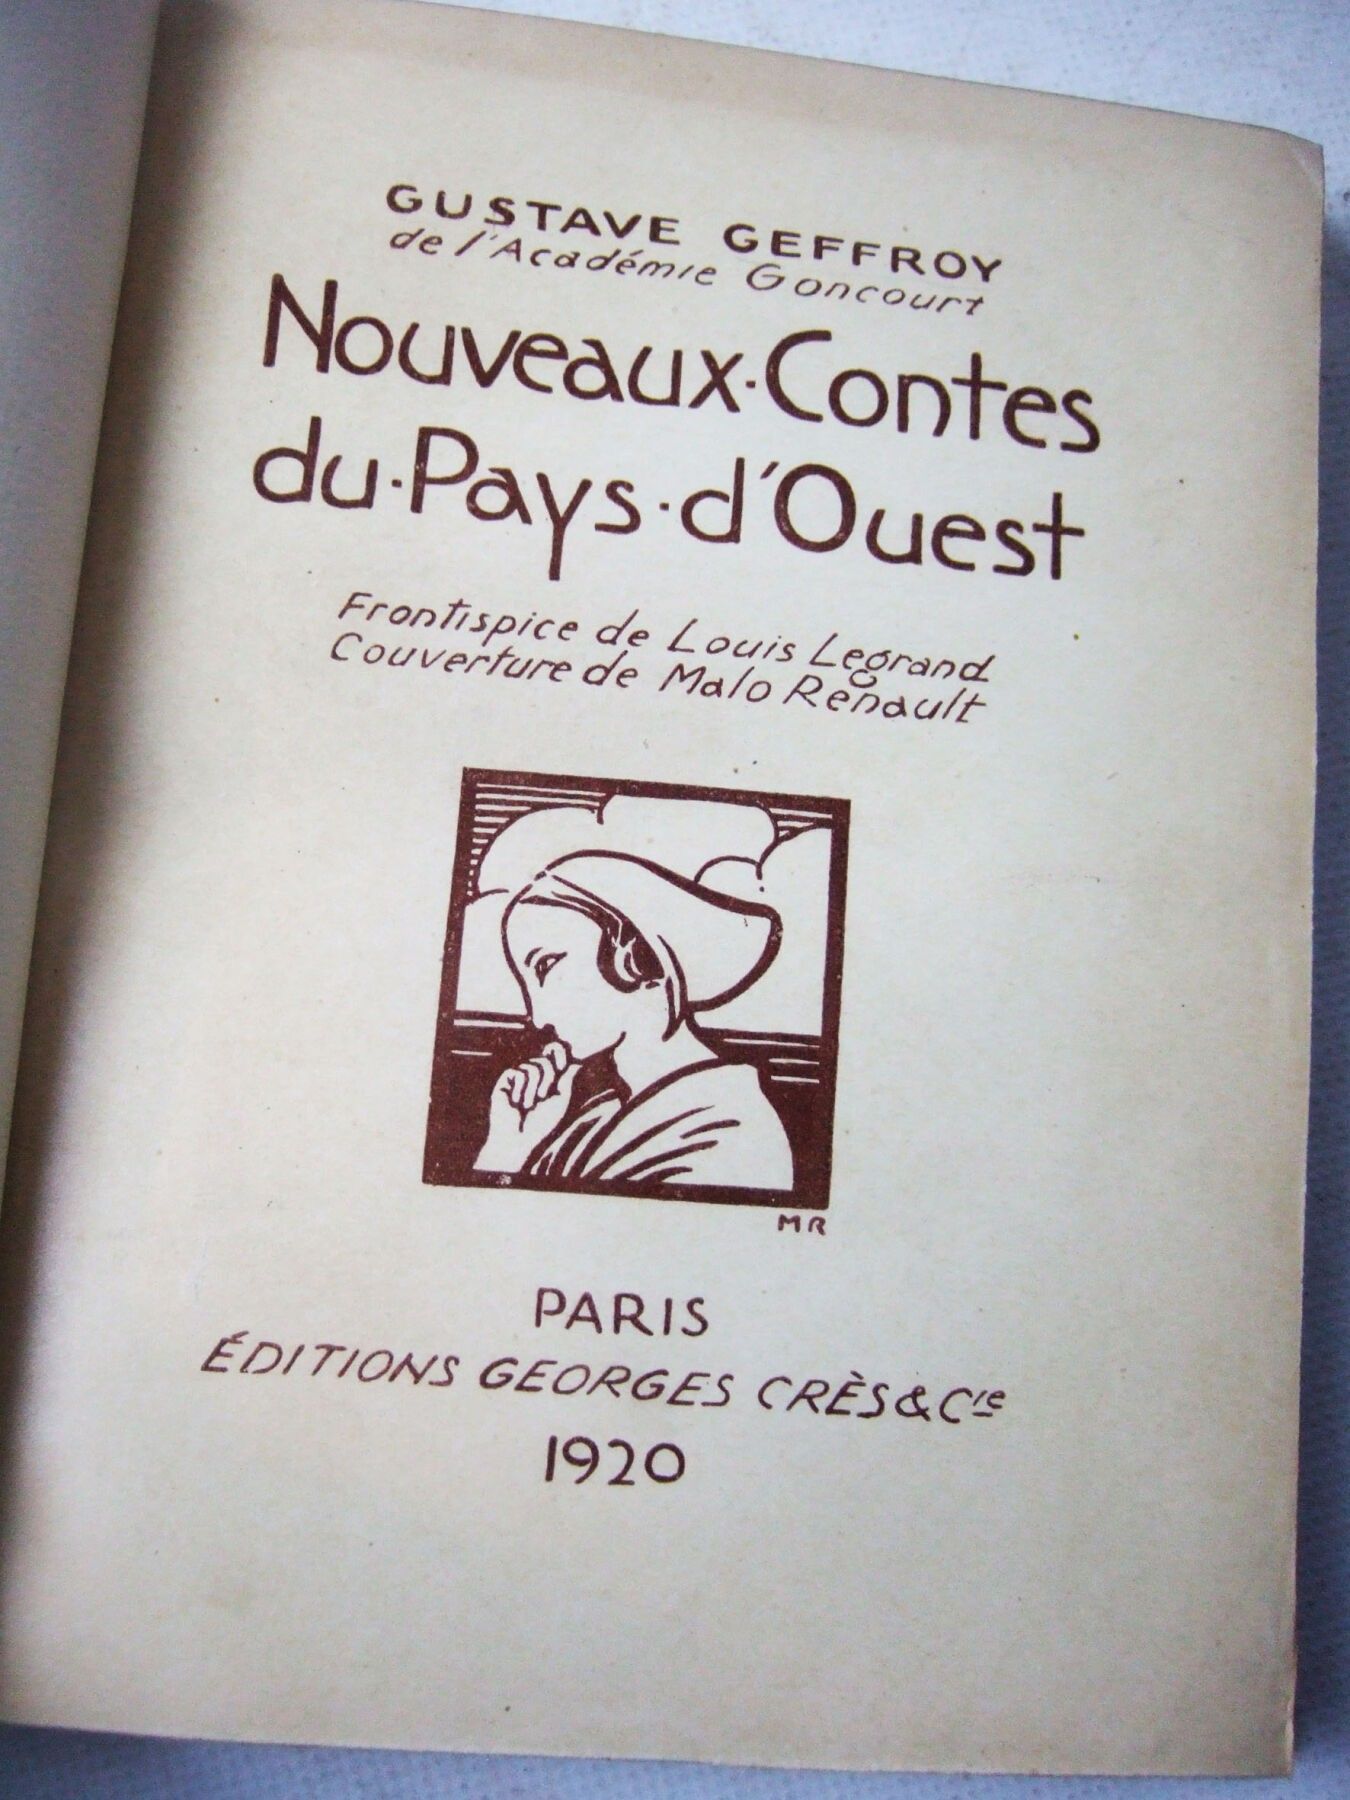 GUSTAVE GEFFROY
de l'Académie Goncourt
Nouveaux·Contes
du·Pays·d'Ouest
Frontispice de Louis Legrand
Couverture de Malo Renault
MR
PARIS
ÉDITIONS GEORGES CRÈS & Cie
1920